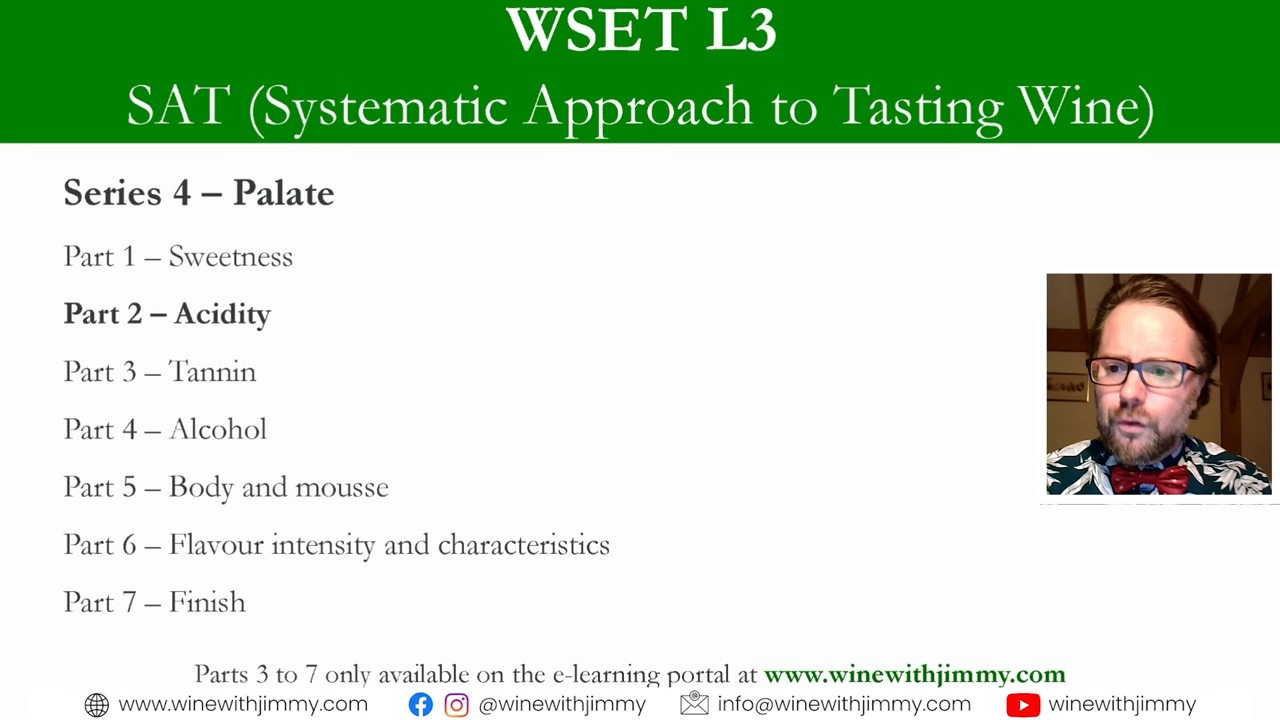 WSET L3
SAT (Systematic Approach to Tasting Wine)
Series 4 – Palate
Part 1 – Sweetness
Part 2 – Acidity
Part 3 – Tannin
Part 4 – Alcohol
Part 5 – Body and mousse
Part 6 – Flavour intensity and characteristics
Part 7 – Finish
Parts 3 to 7 only available on the e-learning portal at www.winewithjimmy.com
www.winewithjimmy.com @winewithjimmy info@winewithjimmy.com winewithjimmy